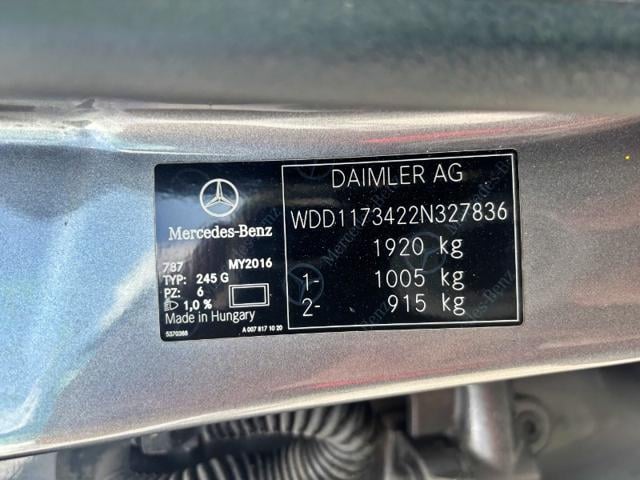 Mercedes-Benz
787 MY2016
TYP: 245 G
PZ: 6
1,0 %
Made in Hungary
5370388
A 007 817 10 20
DAIMLER AG
WDD1173422N327836
1920 kg
1- 1005 kg
2- 915 kg